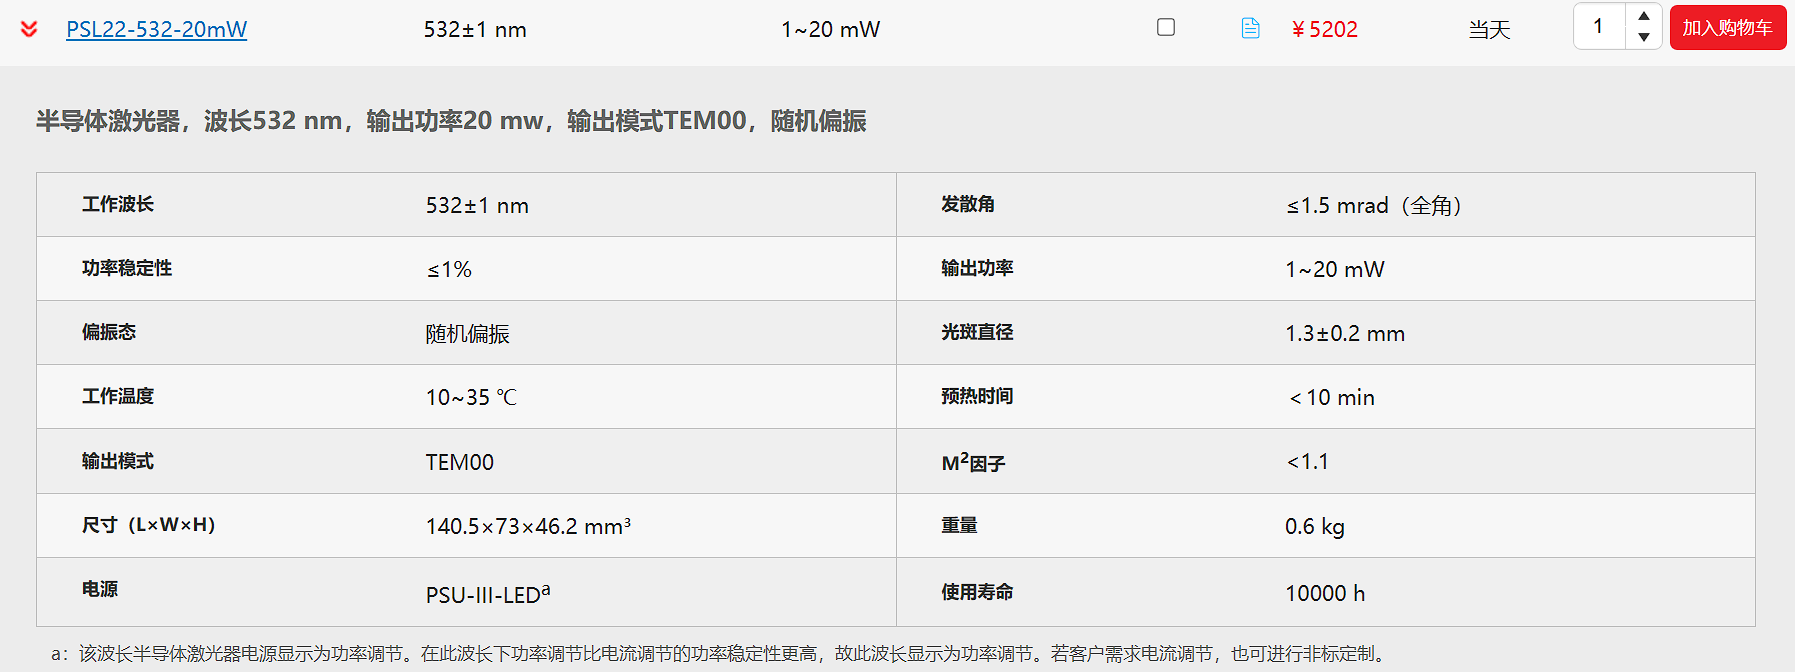 PSL22-532-20mW 532±1 nm 1~20 mW ¥5202 当天 1 加入购物车
半导体激光器，波长532 nm，输出功率20 mw，输出模式TEM00，随机偏振
工作波长 532±1 nm 发散角 ≤1.5 mrad（全角）
功率稳定性 ≤1% 输出功率 1~20 mW
偏振态 随机偏振 光斑直径 1.3±0.2 mm
工作温度 10~35 ℃ 预热时间 ＜10 min
输出模式 TEM00 M²因子 <1.1
尺寸（L×W×H） 140.5×73×46.2 mm³ 重量 0.6 kg
电源 PSU-III-LEDᵃ 使用寿命 10000 h
a：该波长半导体激光器电源显示为功率调节。在此波长下功率调节比电流调节的功率稳定性更高，故此波长显示为功率调节。若客户需求电流调节，也可进行非标定制。